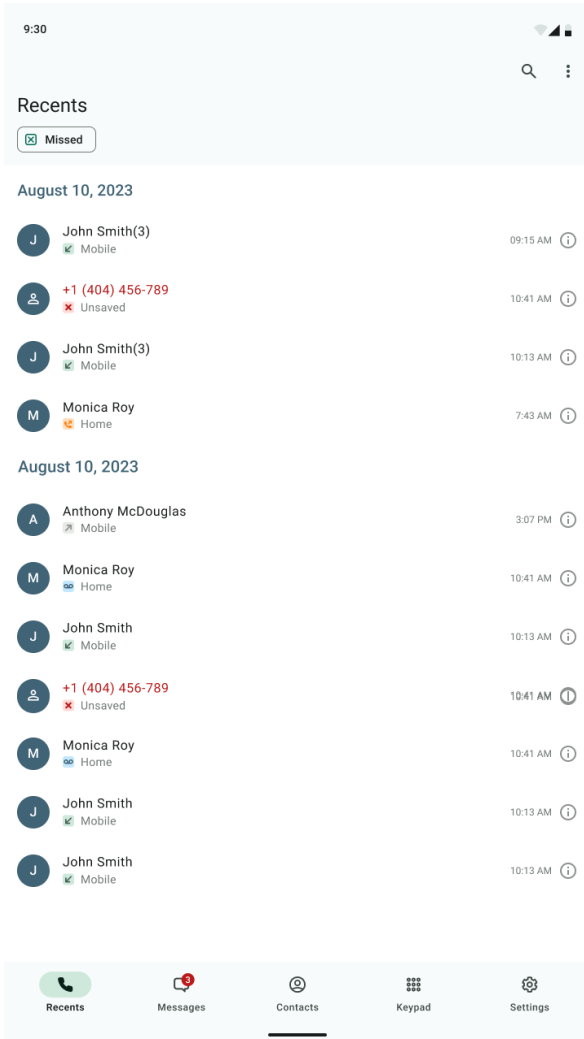 9:30
Recents
Missed
August 10, 2023
J
John Smith(3)
Mobile
09:15 AM
+1 (404) 456-789
Unsaved
10:41 AM
J
John Smith(3)
Mobile
10:13 AM
M
Monica Roy
Home
7:43 AM
August 10, 2023
A
Anthony McDouglas
Mobile
3:07 PM
M
Monica Roy
Home
10:41 AM
J
John Smith
Mobile
10:13 AM
+1 (404) 456-789
Unsaved
10:41 AM
M
Monica Roy
Home
10:41 AM
J
John Smith
Mobile
10:13 AM
J
John Smith
Mobile
10:13 AM
3
Recents
Messages
Contacts
Keypad
Settings